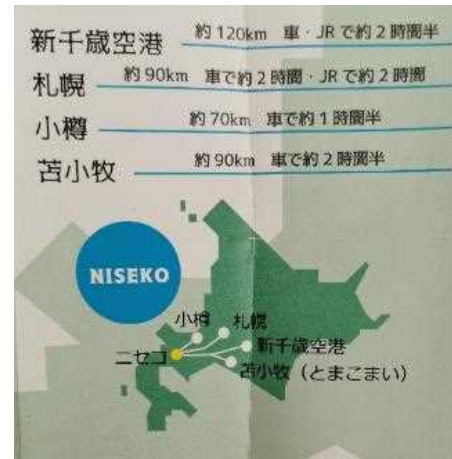 新千歳空港 約120km 車・JRで約2時間半
札幌 約90km 車で約2時間・JRで約2時間
小樽 約70km 車で約1時間半
苫小牧 約90km 車で約2時間半
NISEKO
小樽 札幌
ニセコ 新千歳空港
苫小牧（とまこまい）